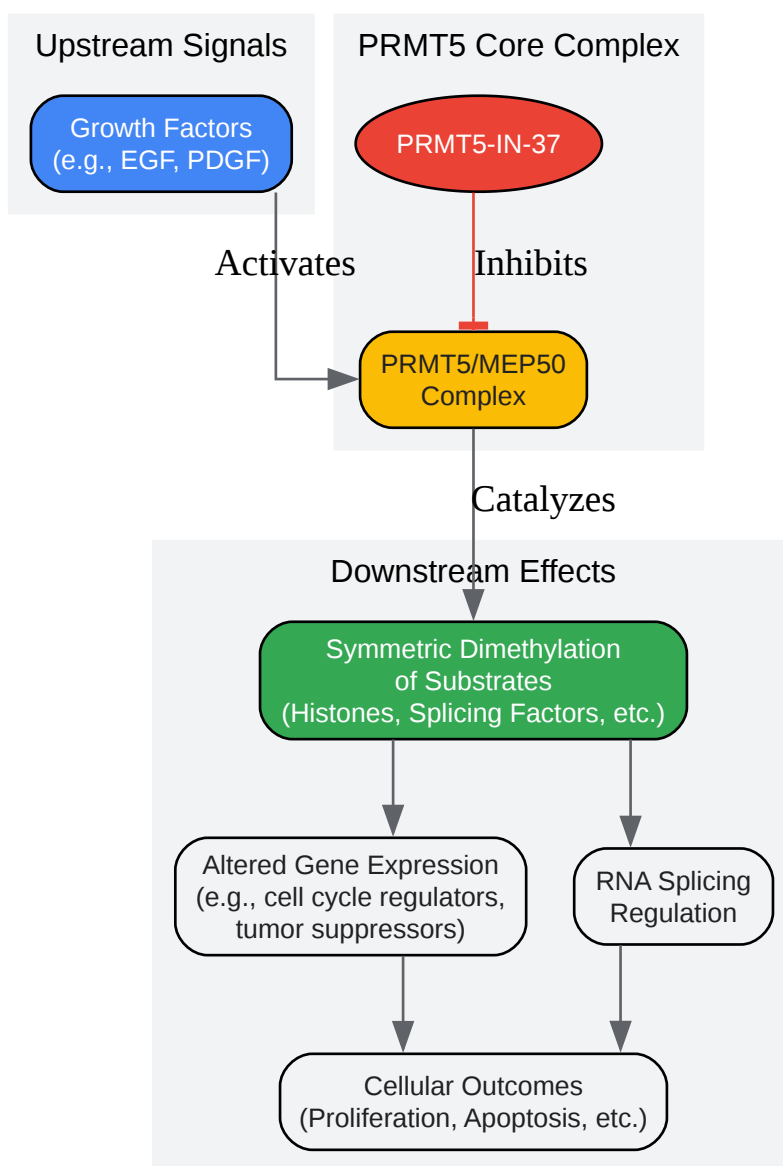 Upstream Signals
PRMT5 Core Complex
Growth Factors
(e.g., EGF, PDGF)
PRMT5-IN-37
Activates
Inhibits
PRMT5/MEP50
Complex
Catalyzes
Downstream Effects
Symmetric Dimethylation
of Substrates
(Histones, Splicing Factors, etc.)
Altered Gene Expression
(e.g., cell cycle regulators,
tumor suppressors)
RNA Splicing
Regulation
Cellular Outcomes
(Proliferation, Apoptosis, etc.)